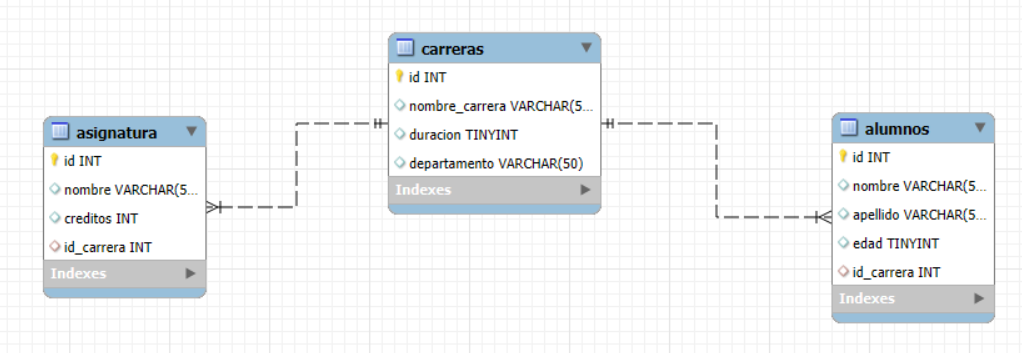 asignatura
id INT
nombre VARCHAR(5...
creditos INT
id_carrera INT
Indexes
carreras
id INT
nombre_carrera VARCHAR(5...
duracion TINYINT
departamento VARCHAR(50)
Indexes
alumnos
id INT
nombre VARCHAR(5...
apellido VARCHAR(5...
edad TINYINT
id_carrera INT
Indexes